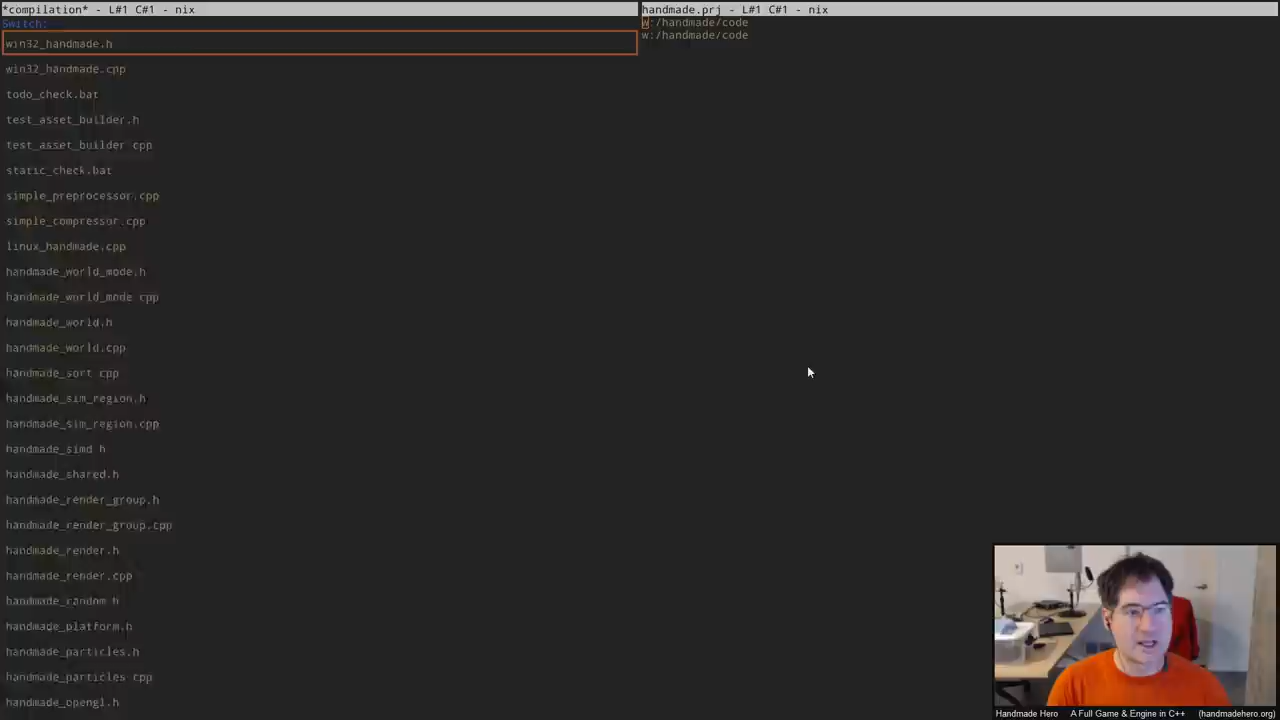 *compilation* - L#1 C#1 - nix
Switch:
win32_handmade.h
win32_handmade.cpp
todo_check.bat
test_asset_builder.h
test_asset_builder cpp
static_check.bat
simple_preprocessor.cpp
simple_compressor.cpp
linux_handmade.cpp
handmade_world_mode.h
handmade_world_mode cpp
handmade_world.h
handmade_world.cpp
handmade_sort cpp
handmade_sim_region.h
handmade_sim_region.cpp
handmade_simd h
handmade_shared.h
handmade_render_group.h
handmade_render_group.cpp
handmade_render.h
handmade_render.cpp
handmade_random h
handmade_platform.h
handmade_particles.h
handmade_particles cpp
handmade_opengl.h
handmade.prj - L#1 C#1 - nix
w:/handmade/code
w:/handmade/code
Handmade Hero A Full Game & Engine in C++ (handmadehero.org)